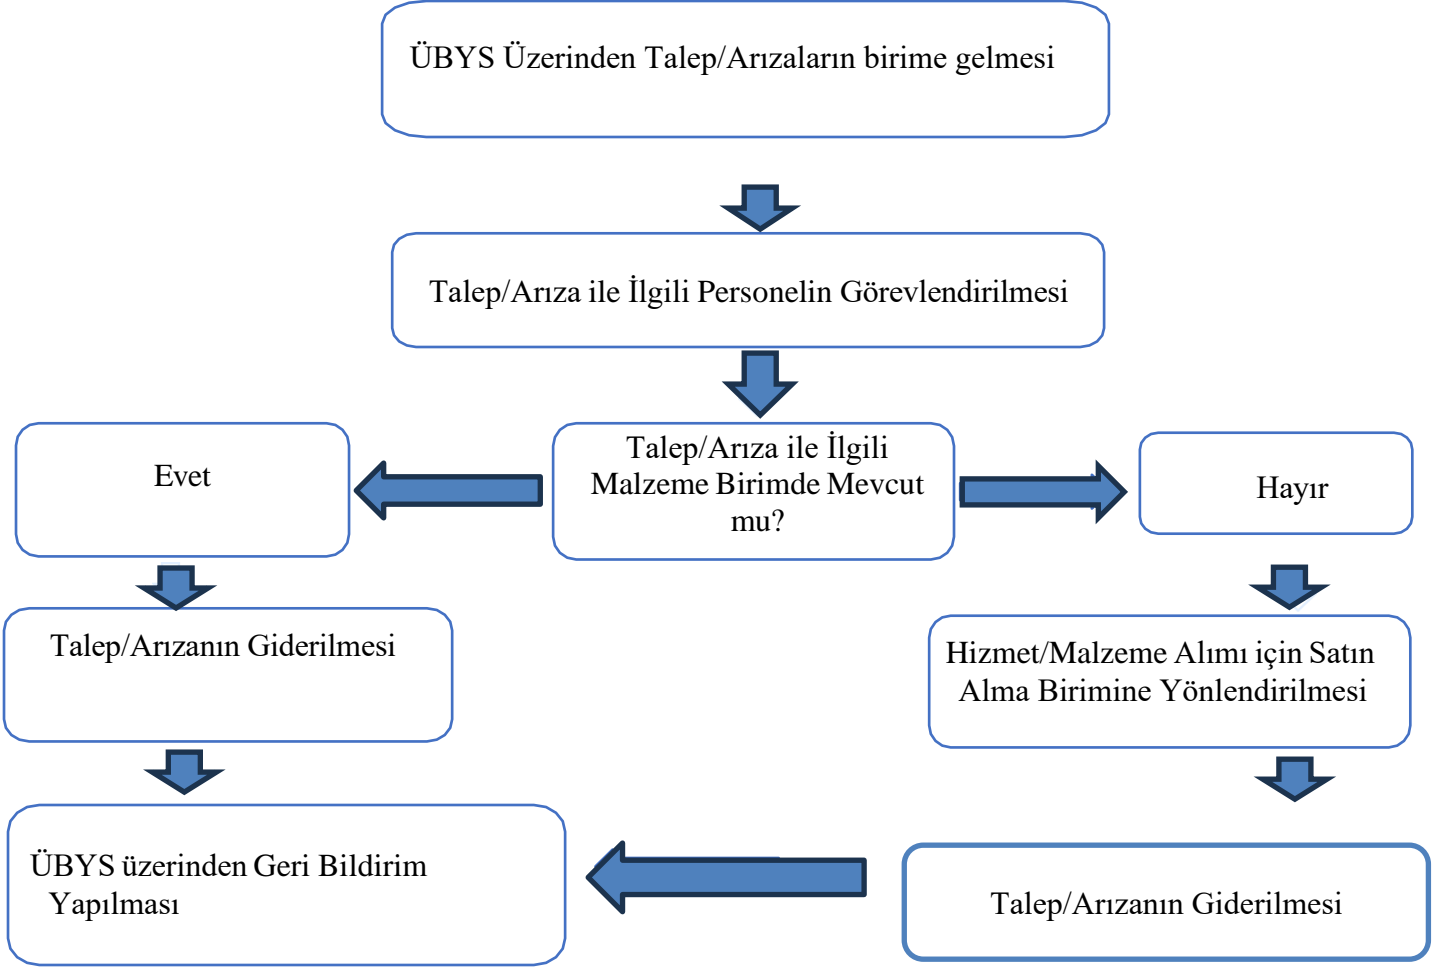 ÜBYS Üzerinden Talep/Arızaların birime gelmesi
Talep/Arıza ile İlgili Personelin Görevlendirilmesi
Talep/Arıza ile İlgili
Malzeme Birimde Mevcut
mu?
Evet
Hayır
Talep/Arızanın Giderilmesi
Hizmet/Malzeme Alımı için Satın
Alma Birimine Yönlendirilmesi
ÜBYS üzerinden Geri Bildirim
Yapılması
Talep/Arızanın Giderilmesi